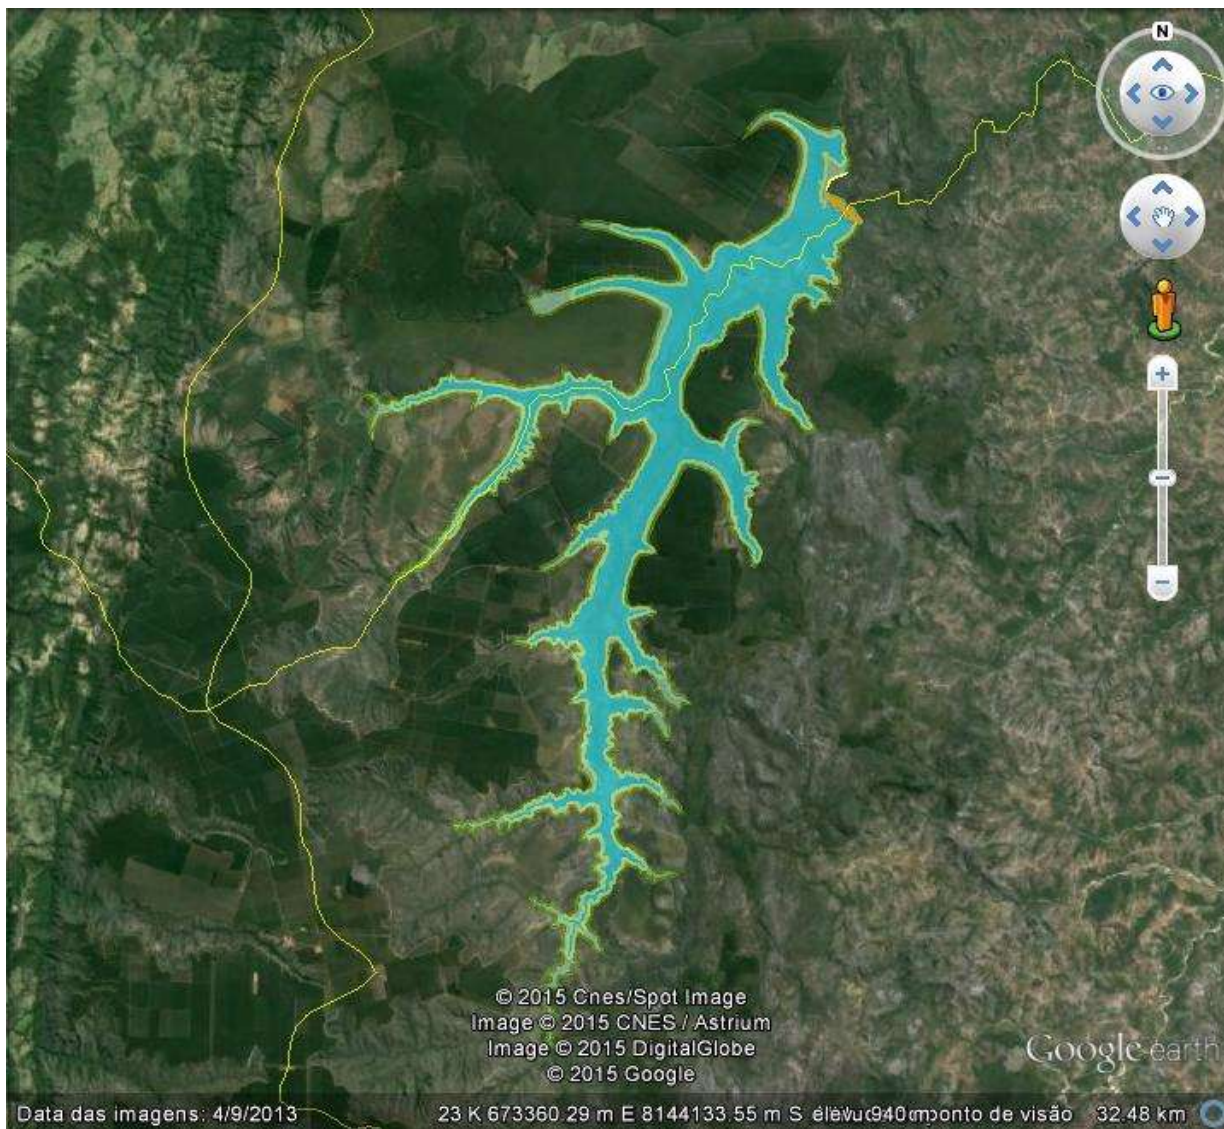 N
© 2015 Cnes/Spot Image
Image © 2015 CNES / Astrium
Image © 2015 DigitalGlobe
© 2015 Google
Google earth
Data das imagens: 4/9/2013 23 K 673360.29 m E 8144133.55 m S 940 ponto de visão 32.48 km